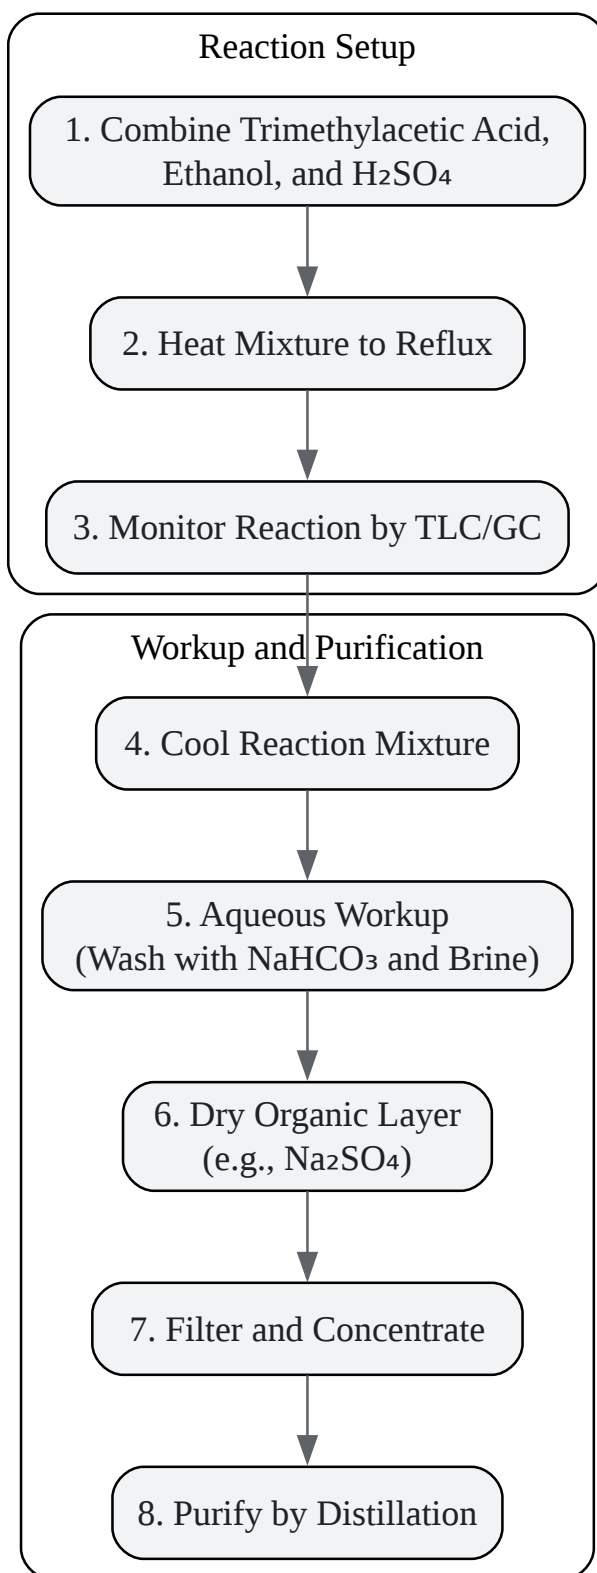 Reaction Setup
1. Combine Trimethylacetic Acid,
Ethanol, and H₂SO₄
2. Heat Mixture to Reflux
3. Monitor Reaction by TLC/GC
Workup and Purification
4. Cool Reaction Mixture
5. Aqueous Workup
(Wash with NaHCO₃ and Brine)
6. Dry Organic Layer
(e.g., Na₂SO₄)
7. Filter and Concentrate
8. Purify by Distillation